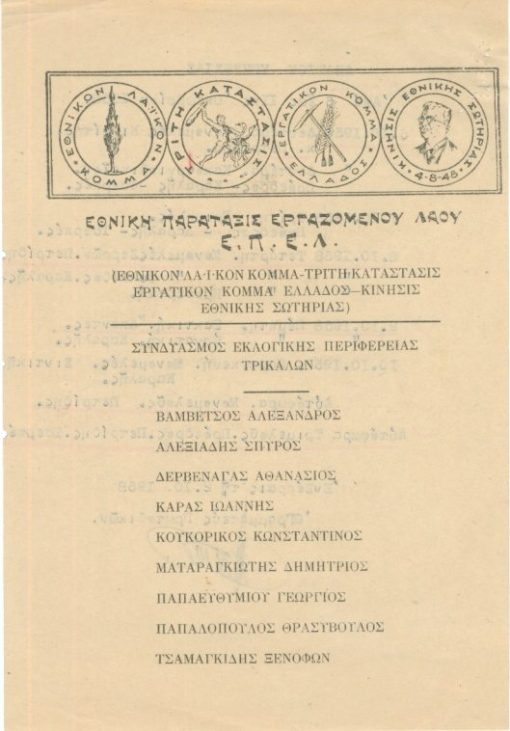 ΕΘΝΙΚΟΝ ΛΑΪΚΟΝ ΚΟΜΜΑ
ΤΡΙΤΗ ΚΑΤΑΣΤΑΣΙΣ
ΕΡΓΑΤΙΚΟΝ ΚΟΜΜΑ ΕΛΛΑΔΟΣ
ΚΙΝΗΣΙΣ ΕΘΝΙΚΗΣ ΣΩΤΗΡΙΑΣ 4-8-48
ΕΘΝΙΚΗ ΠΑΡΑΤΑΞΙΣ ΕΡΓΑΖΟΜΕΝΟΥ ΛΑΟΥ
Ε.Π.Ε.Λ.
(ΕΘΝΙΚΟΝ ΛΑ·Ι·ΚΟΝ ΚΟΜΜΑ-ΤΡΙΤΗ ΚΑΤΑΣΤΑΣΙΣ
ΕΡΓΑΤΙΚΟΝ ΚΟΜΜΑ ΕΛΛΑΔΟΣ—ΚΙΝΗΣΙΣ
ΕΘΝΙΚΗΣ ΣΩΤΗΡΙΑΣ)
ΣΥΝΔΥΑΣΜΟΣ ΕΚΛΟΓΙΚΗΣ ΠΕΡΙΦΕΡΕΙΑΣ
ΤΡΙΚΑΛΩΝ
ΒΑΜΒΕΤΣΟΣ ΑΛΕΞΑΝΔΡΟΣ
ΑΛΕΞΙΑΔΗΣ ΣΠΥΡΟΣ
ΔΕΡΒΕΝΑΓΑΣ ΑΘΑΝΑΣΙΟΣ
ΚΑΡΑΣ ΙΩΑΝΝΗΣ
ΚΟΥΚΟΡΙΚΟΣ ΚΩΝΣΤΑΝΤΙΝΟΣ
ΜΑΤΑΡΑΓΚΙΩΤΗΣ ΔΗΜΗΤΡΙΟΣ
ΠΑΠΑΕΥΘΥΜΙΟΥ ΓΕΩΡΓΙΟΣ
ΠΑΠΑΛΟΠΟΥΛΟΣ ΘΡΑΣΥΒΟΥΛΟΣ
ΤΣΑΜΑΓΚΙΔΗΣ ΞΕΝΟΦΩΝ